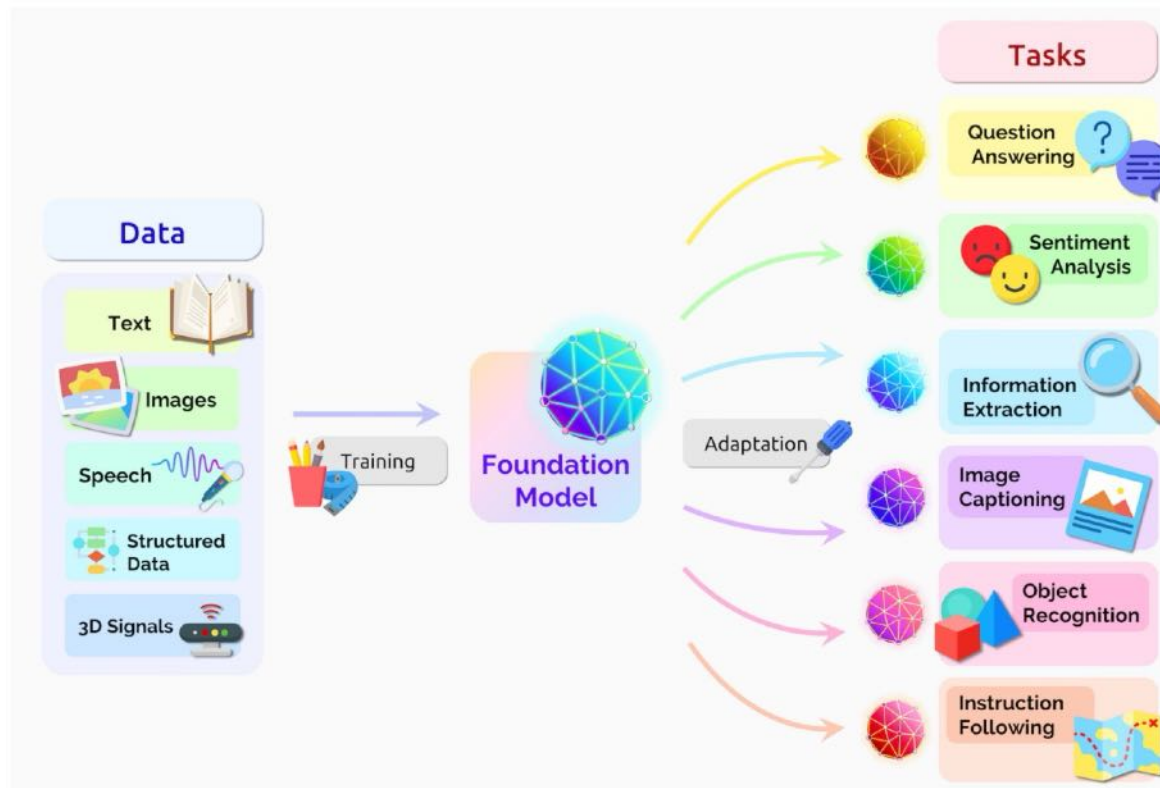 Data
Text
Images
Speech
Structured
Data
3D Signals
Training
Foundation
Model
Adaptation
Tasks
Question
Answering
Sentiment
Analysis
Information
Extraction
Image
Captioning
Object
Recognition
Instruction
Following